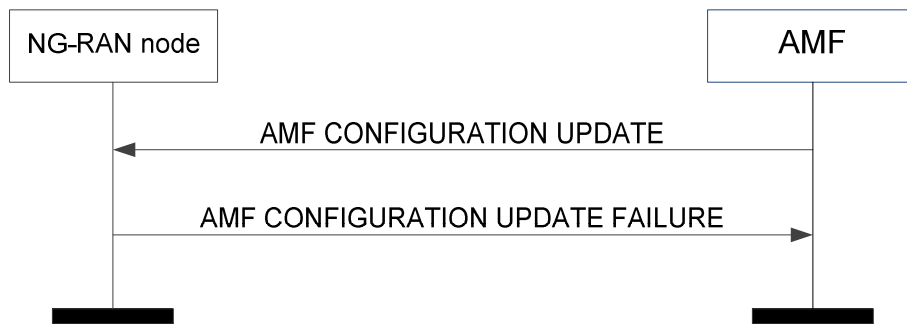 NG-RAN node
AMF
AMF CONFIGURATION UPDATE
AMF CONFIGURATION UPDATE FAILURE